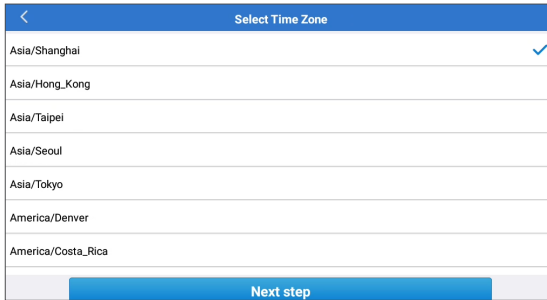 Select Time Zone
Asia/Shanghai
Asia/Hong_Kong
Asia/Taipei
Asia/Seoul
Asia/Tokyo
America/Denver
America/Costa_Rica
Next step